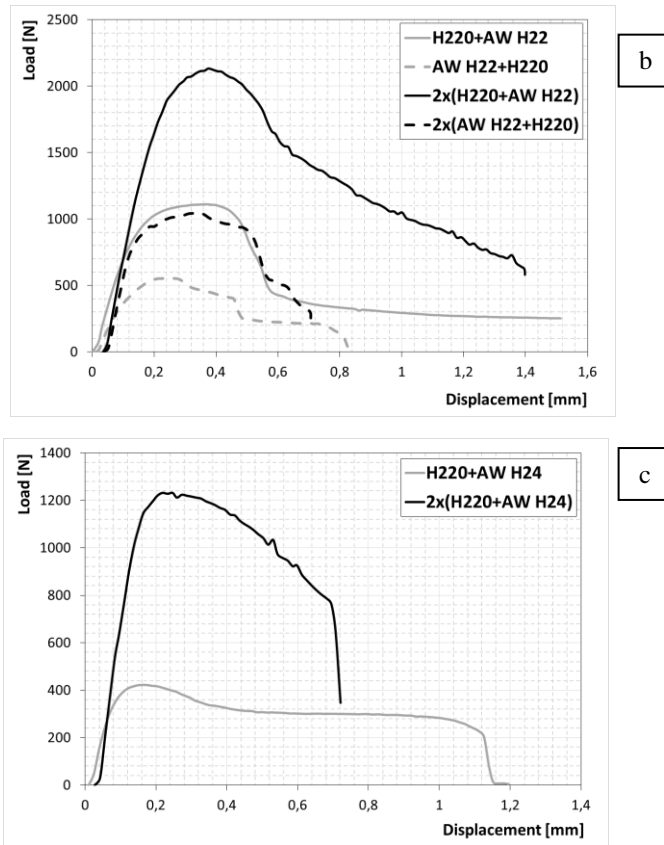 Load [N]
2500
2000
1500
1000
500
0
H220+AW H22
AW H22+H220
2x(H220+AW H22)
2x(AW H22+H220)
0 0,2 0,4 0,6 0,8 1 1,2 1,4 1,6
Displacement [mm]
b
Load [N]
1400
1200
1000
800
600
400
200
0
H220+AW H24
2x(H220+AW H24)
0 0,2 0,4 0,6 0,8 1 1,2 1,4
Displacement [mm]
c